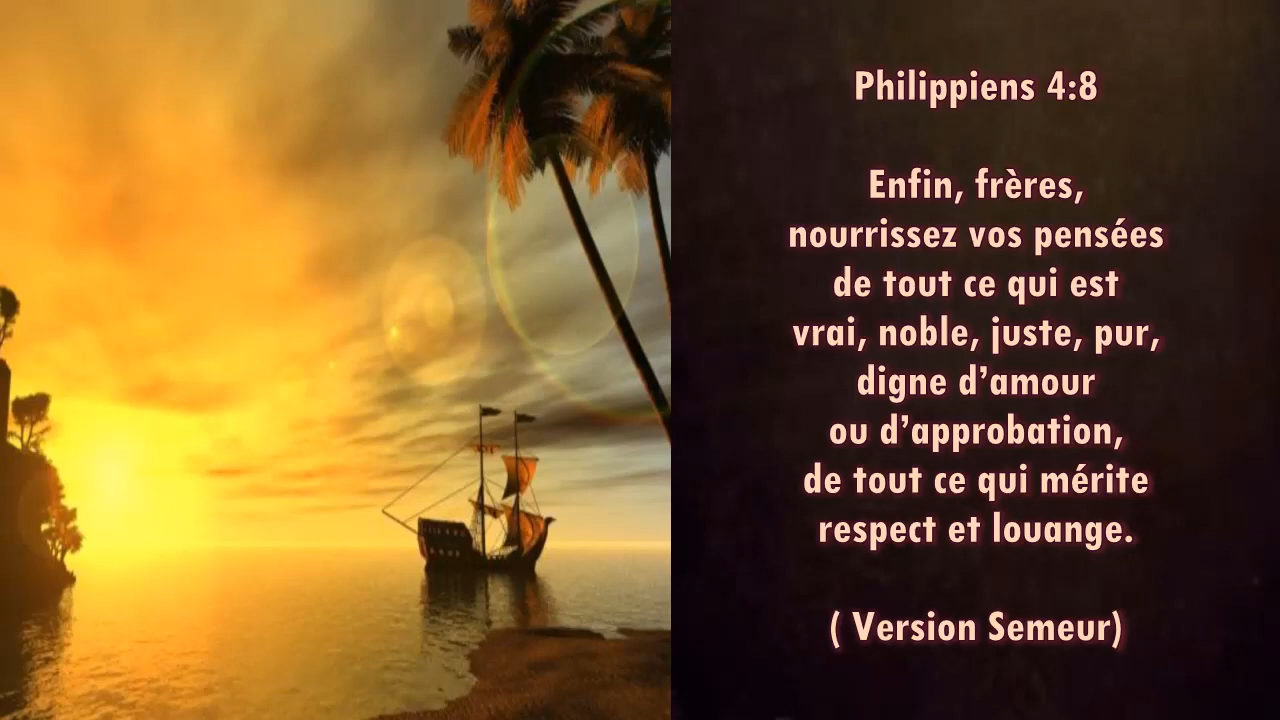 Philippiens 4:8
Enfin, frères,
nourrissez vos pensées
de tout ce qui est
vrai, noble, juste, pur,
digne d’amour
ou d’approbation,
de tout ce qui mérite
respect et louange.
( Version Semeur)